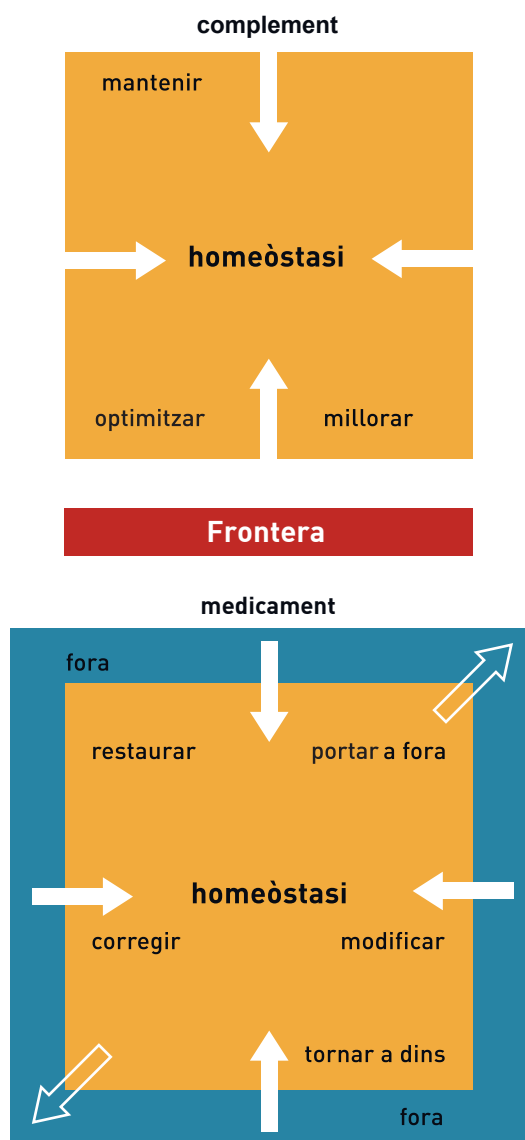 complement
mantenir
homeòstasi
optimitzar
millorar
Frontera
medicament
fora
restaurar
portar a fora
homeòstasi
corregir
modificar
tornar a dins
fora